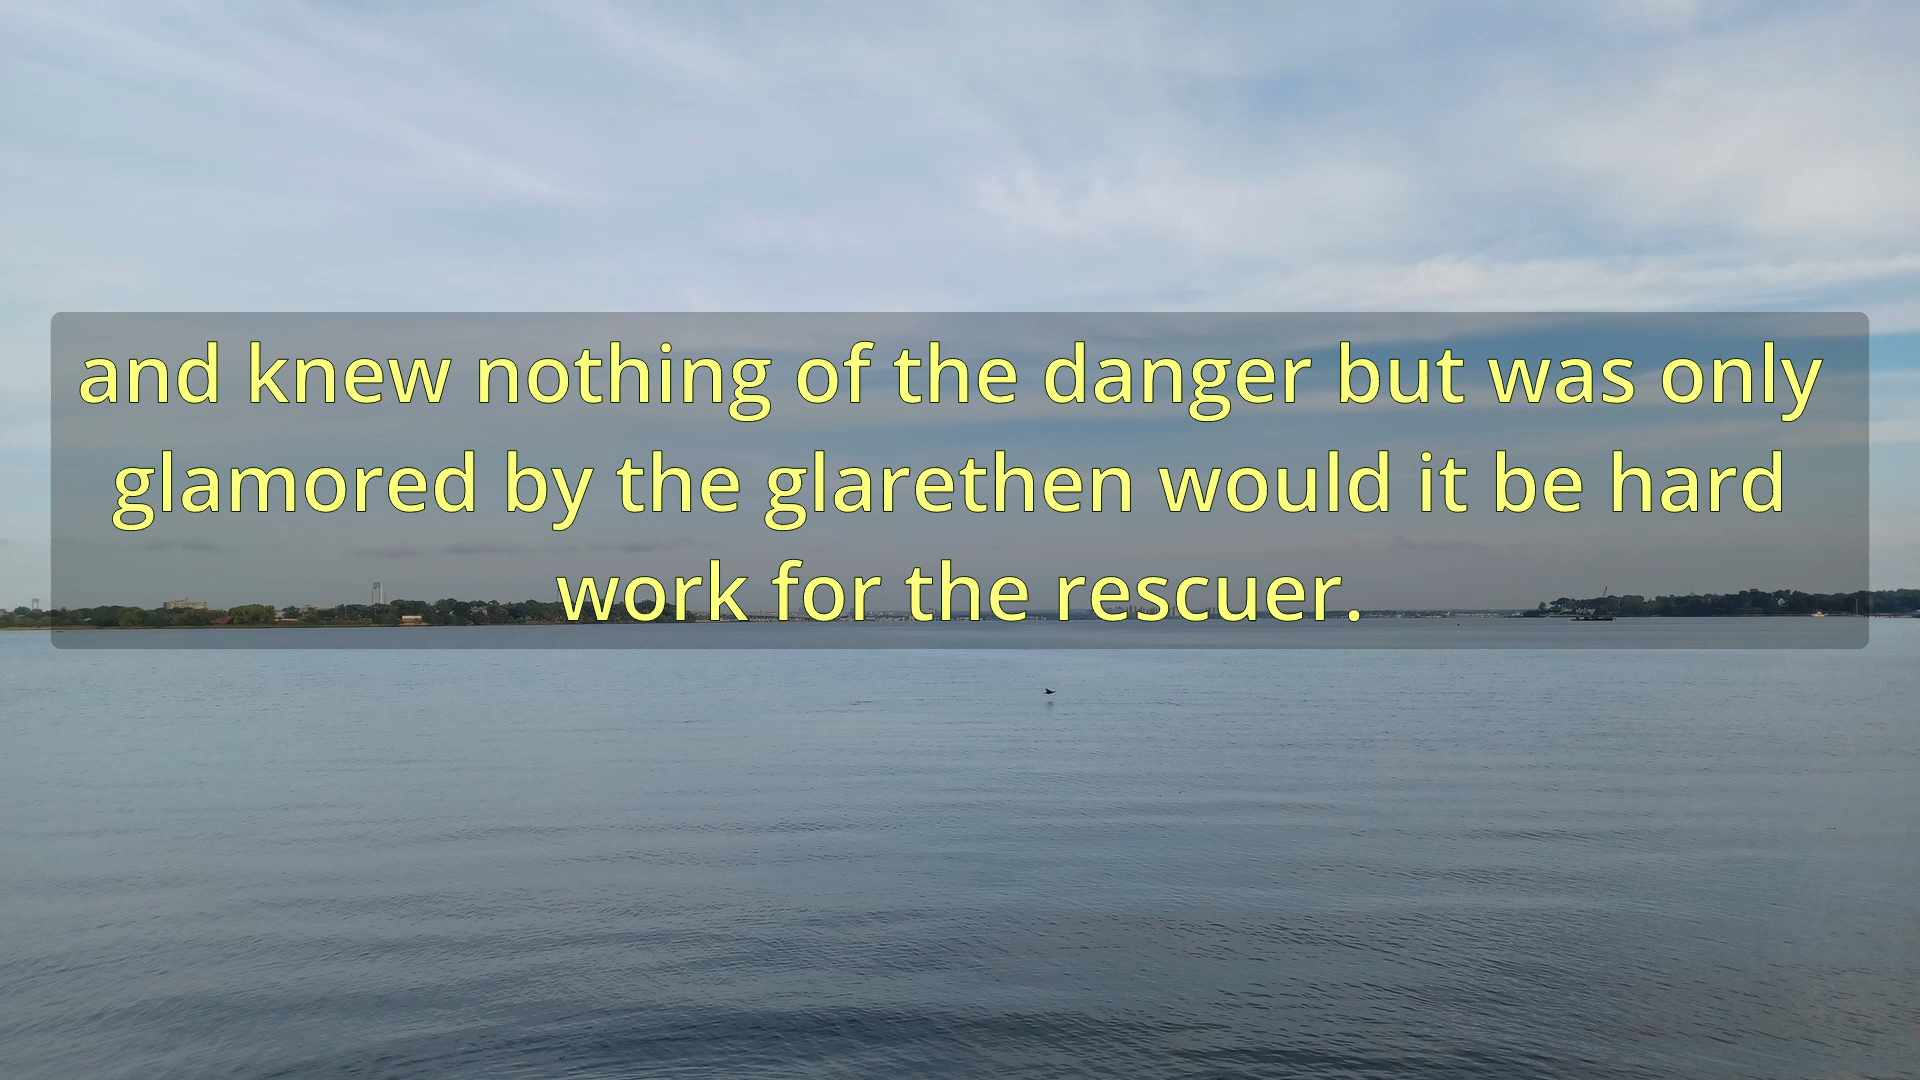 and knew nothing of the danger but was only
glamored by the glarethen would it be hard
work for the rescuer.